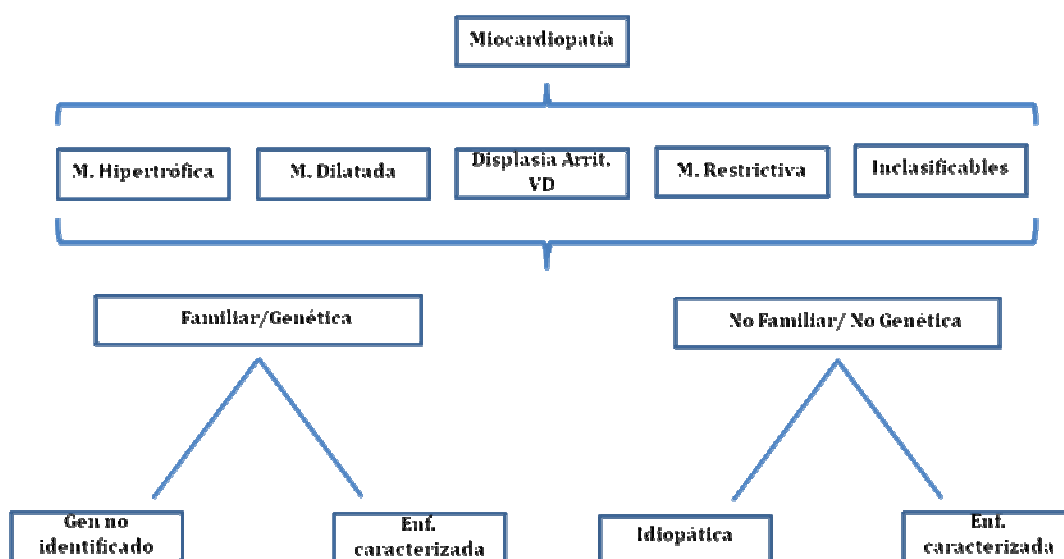 Miocardiopatía
M. Hipertrófica
M. Dilatada
Displasia Arrit.
VD
M. Restrictiva
Inclasificables
Familiar/Genética
No Familiar/ No Genética
Gen no
identificado
Enf.
caracterizada
Idiopática
Enf.
caracterizada